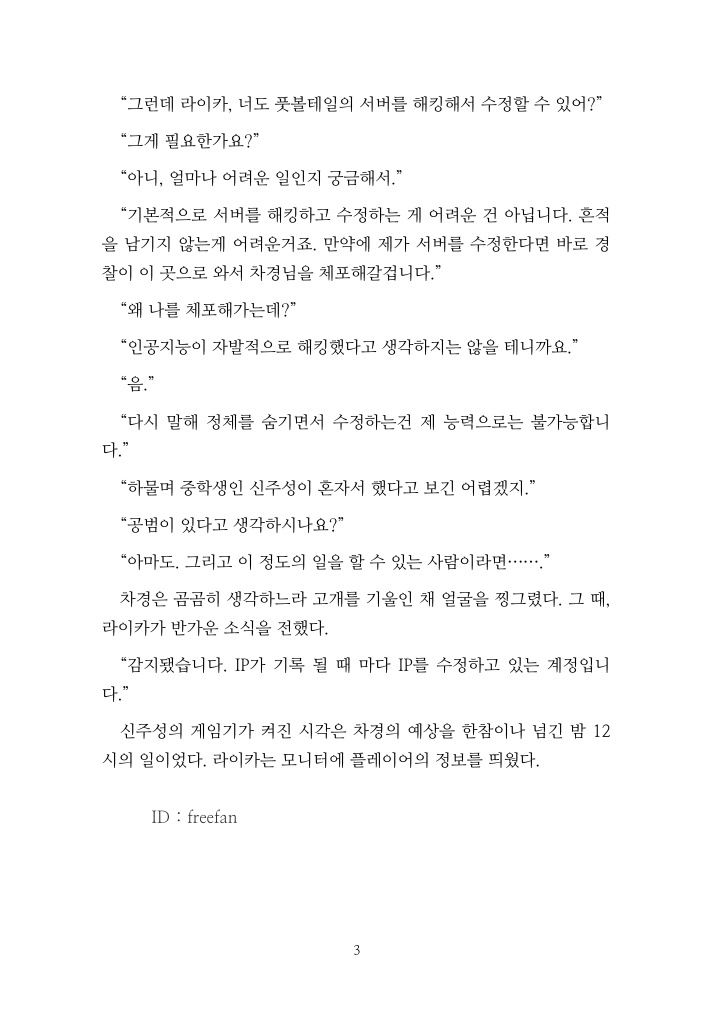 “그런데 라이카, 너도 풋볼테일의 서버를 해킹해서 수정할 수 있어?”
“그게 필요한가요?”
“아니, 얼마나 어려운 일인지 궁금해서.”
“기본적으로 서버를 해킹하고 수정하는 게 어려운 건 아닙니다. 흔적
을 남기지 않는게 어려운거죠. 만약에 제가 서버를 수정한다면 바로 경
찰이 이 곳으로 와서 차경님을 체포해갈겁니다.”
“왜 나를 체포해가는데?”
“인공지능이 자발적으로 해킹했다고 생각하지는 않을 테니까요.”
“음.”
“다시 말해 정체를 숨기면서 수정하는건 제 능력으로는 불가능합니
다.”
“하물며 중학생인 신주성이 혼자서 했다고 보긴 어렵겠지.”
“공범이 있다고 생각하시나요?”
“아마도. 그리고 이 정도의 일을 할 수 있는 사람이라면…….”
차경은 곰곰히 생각하느라 고개를 기울인 채 얼굴을 찡그렸다. 그 때,
라이카가 반가운 소식을 전했다.
“감지됐습니다. IP가 기록 될 때 마다 IP를 수정하고 있는 계정입니
다.”
신주성의 게임기가 켜진 시각은 차경의 예상을 한참이나 넘긴 밤 12
시의 일이었다. 라이카는 모니터에 플레이어의 정보를 띄웠다.
ID : freefan
3